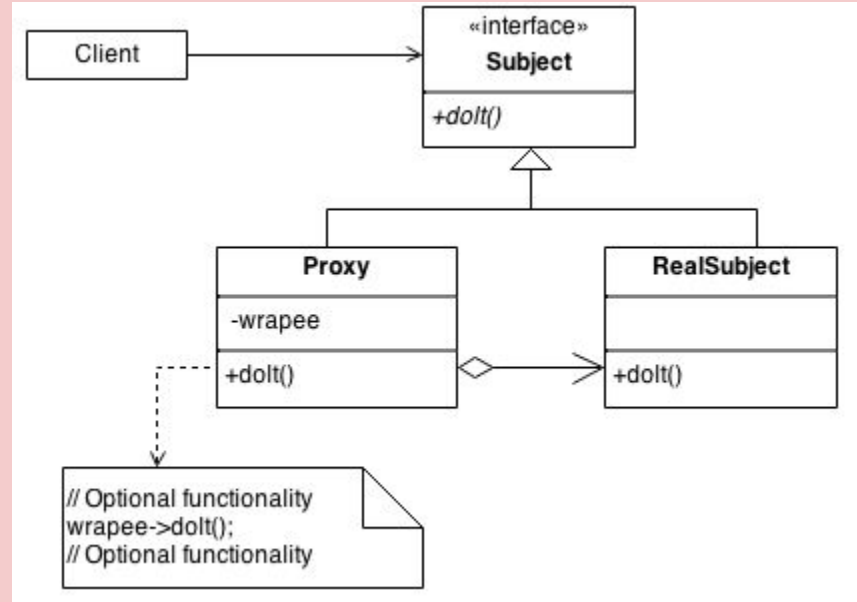 Client
«interface»
Subject
+doIt()
Proxy
-wrapee
+doIt()
RealSubject
+doIt()
// Optional functionality
wrapee->doIt();
// Optional functionality